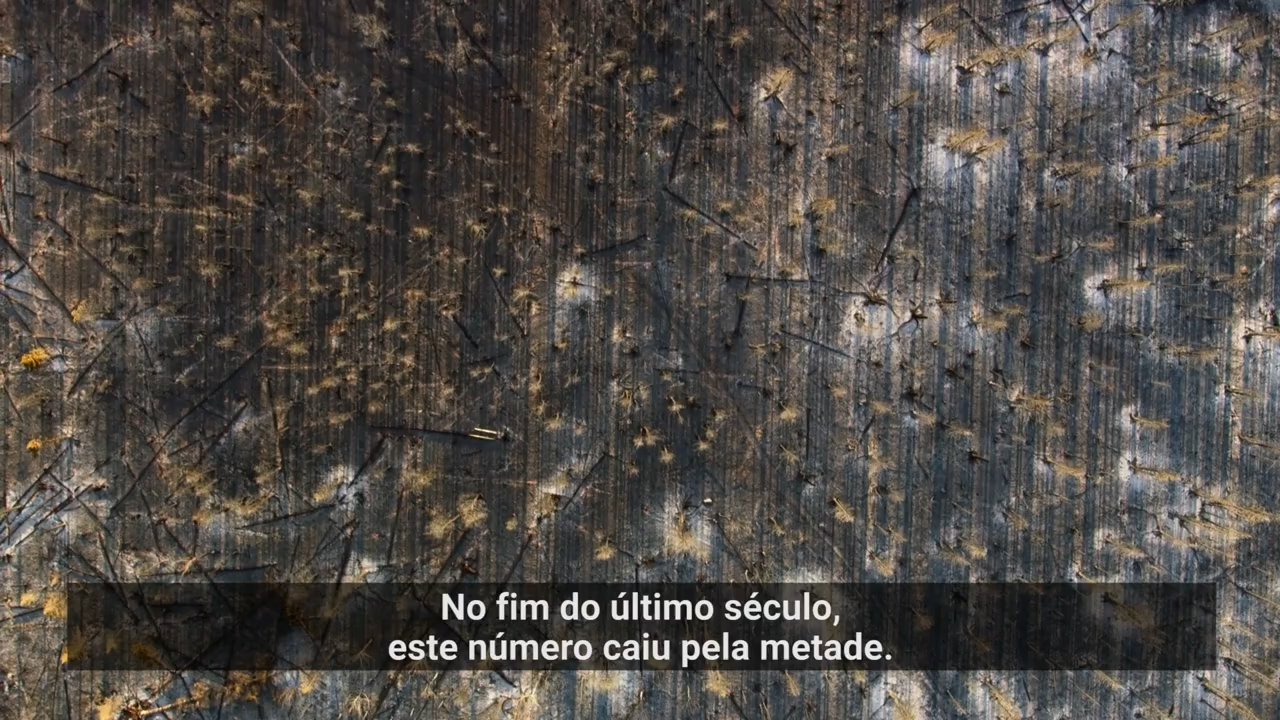 No fim do último século,
este número caiu pela metade.